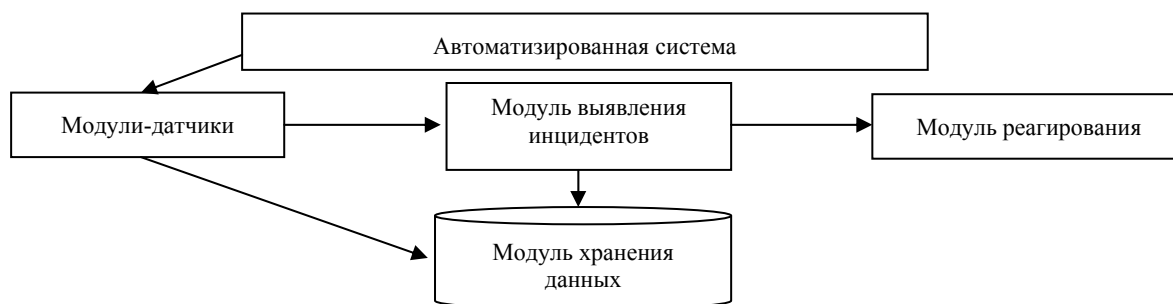 Автоматизированная система
Модули-датчики
Модуль выявления
инцидентов
Модуль реагирования
Модуль хранения
данных